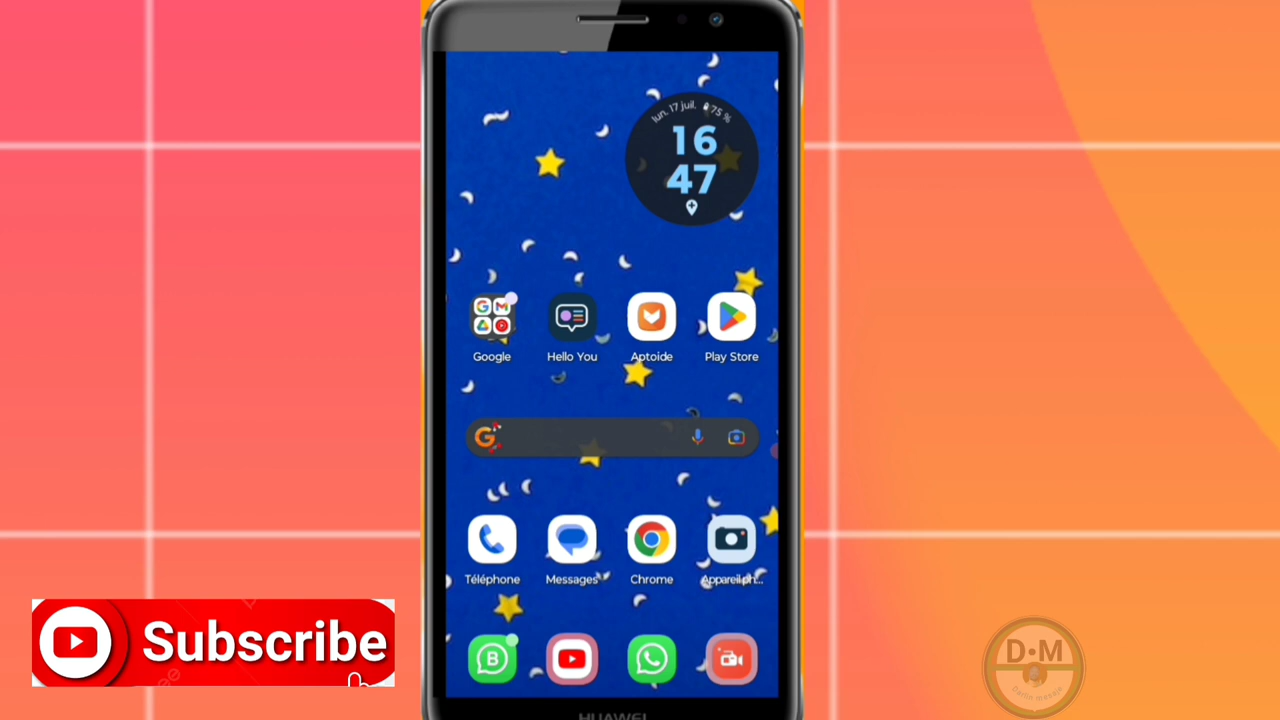 lun. 17 juil. 75 %
16
47
Google
Hello You
Aptoide
Play Store
Téléphone
Messages
Chrome
Appareil ph...
B
HUAWEI
Subscribe
D•M